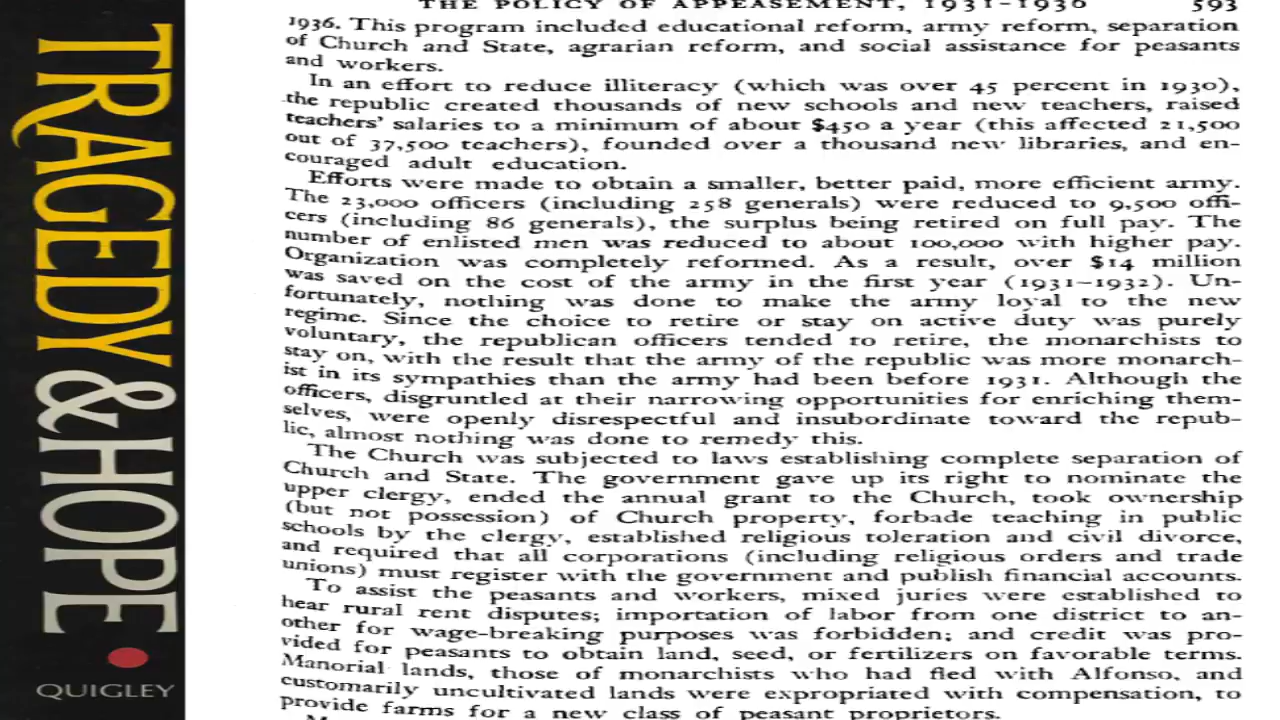 TRAGEDY & HOPE
QUIGLEY
THE POLICY OF APPEASEMENT, 1931–1936 593
1936. This program included educational reform, army reform, separation
of Church and State, agrarian reform, and social assistance for peasants
and workers.
In an effort to reduce illiteracy (which was over 45 percent in 1930),
the republic created thousands of new schools and new teachers, raised
teachers' salaries to a minimum of about $450 a year (this affected 21,500
out of 37,500 teachers), founded over a thousand new libraries, and en-
couraged adult education.
Efforts were made to obtain a smaller, better paid, more efficient army.
The 23,000 officers (including 258 generals) were reduced to 9,500 offi-
cers (including 86 generals), the surplus being retired on full pay. The
number of enlisted men was reduced to about 100,000 with higher pay.
Organization was completely reformed. As a result, over $14 million
was saved on the cost of the army in the first year (1931–1932). Un-
fortunately, nothing was done to make the army loyal to the new
regime. Since the choice to retire or stay on active duty was purely
voluntary, the republican officers tended to retire, the monarchists to
stay on, with the result that the army of the republic was more monarch-
ist in its sympathies than the army had been before 1931. Although the
officers, disgruntled at their narrowing opportunities for enriching them-
selves, were openly disrespectful and insubordinate toward the repub-
lic, almost nothing was done to remedy this.
The Church was subjected to laws establishing complete separation of
Church and State. The government gave up its right to nominate the
upper clergy, ended the annual grant to the Church, took ownership
(but not possession) of Church property, forbade teaching in public
schools by the clergy, established religious toleration and civil divorce,
and required that all corporations (including religious orders and trade
unions) must register with the government and publish financial accounts.
To assist the peasants and workers, mixed juries were established to
hear rural rent disputes; importation of labor from one district to an-
other for wage-breaking purposes was forbidden; and credit was pro-
vided for peasants to obtain land, seed, or fertilizers on favorable terms.
Manorial lands, those of monarchists who had fled with Alfonso, and
customarily uncultivated lands were expropriated with compensation, to
provide farms for a new class of peasant proprietors.